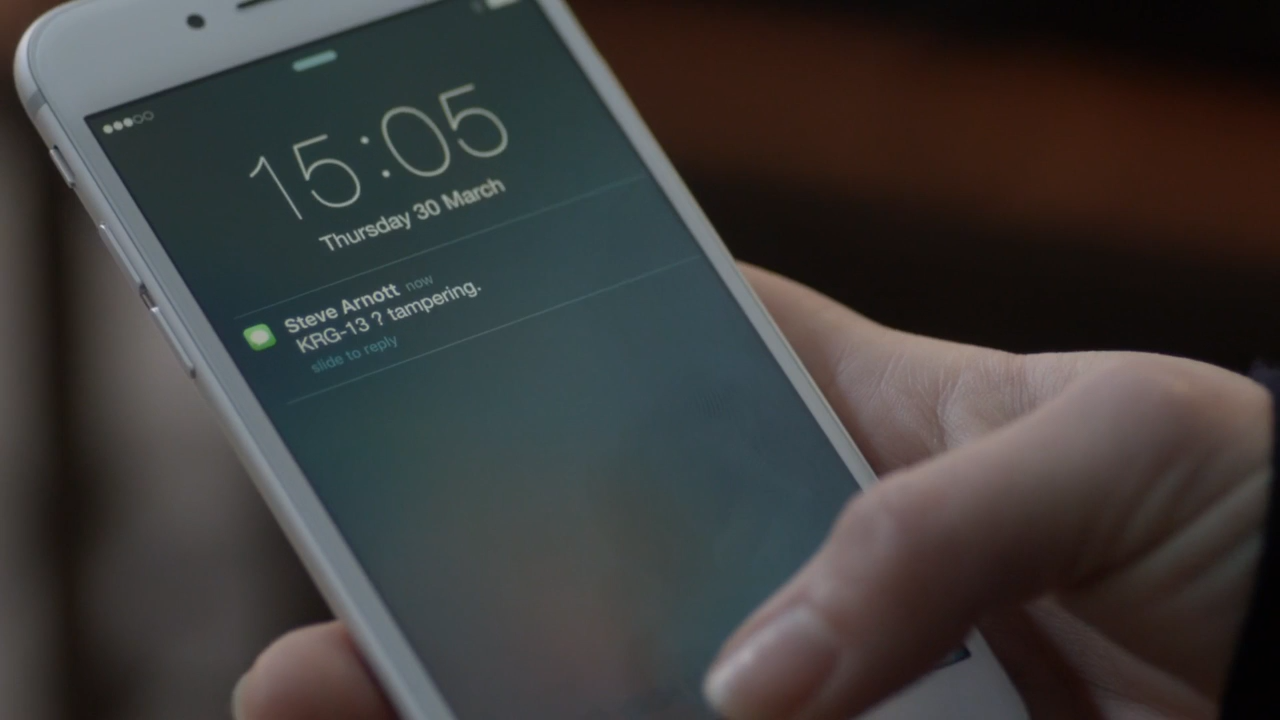 15:05
Thursday 30 March
Steve Arnott now
KRG-13 ? tampering.
slide to reply